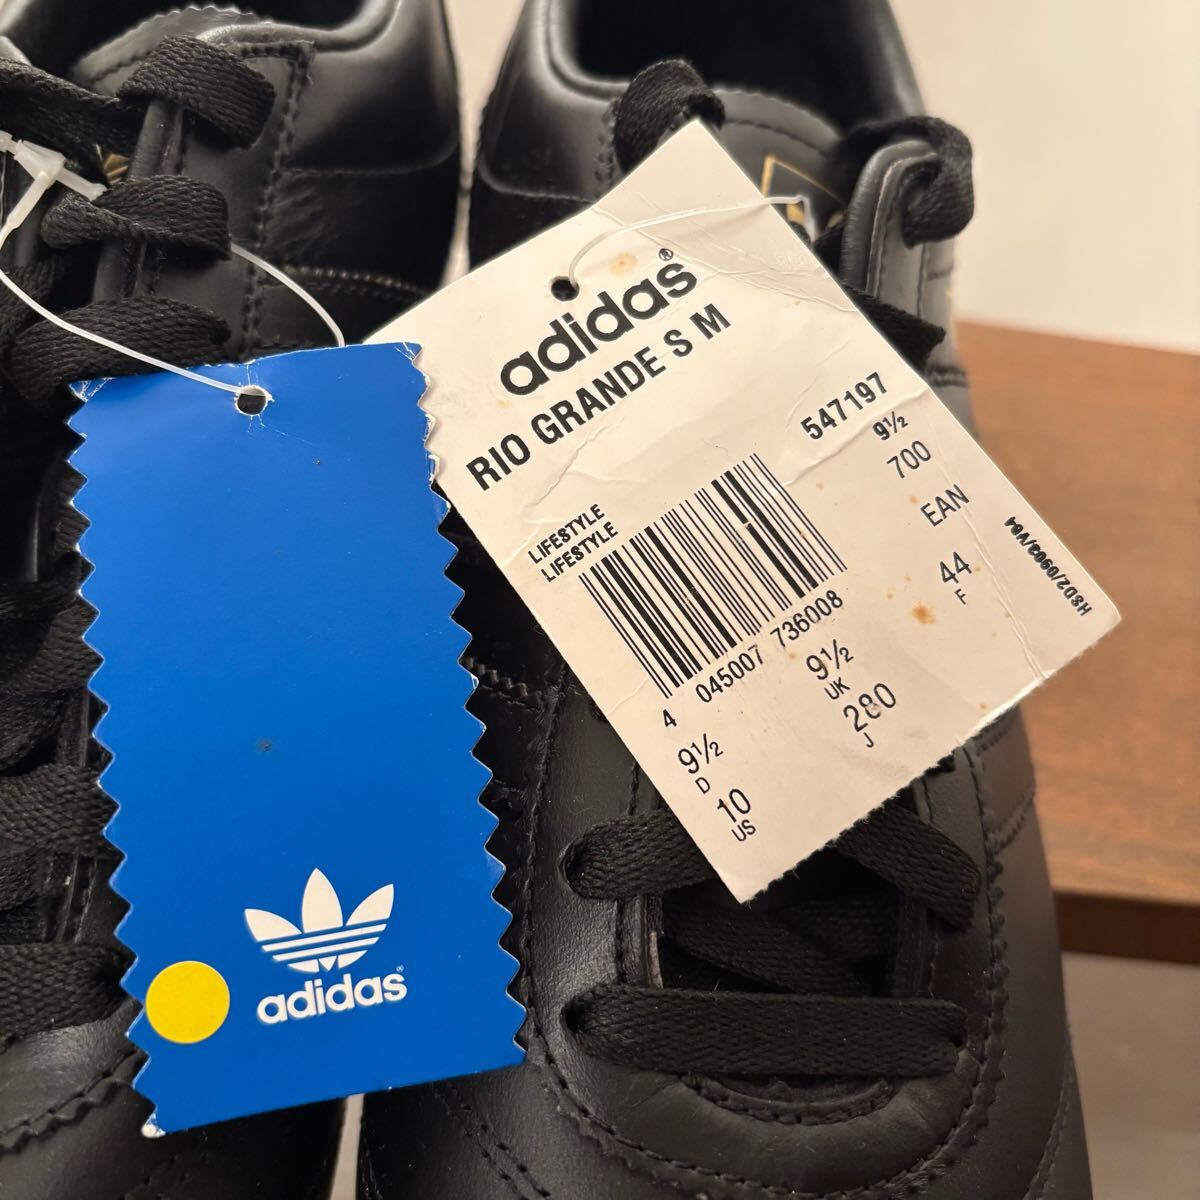 adidas®
RIO GRANDE S M
547197
9½
700
LIFESTYLE
LIFESTYLE
EAN
4 045007 736008
44
F
H8D2/0903/V84
9½
D
9½
UK
10
US
280
J
adidas®